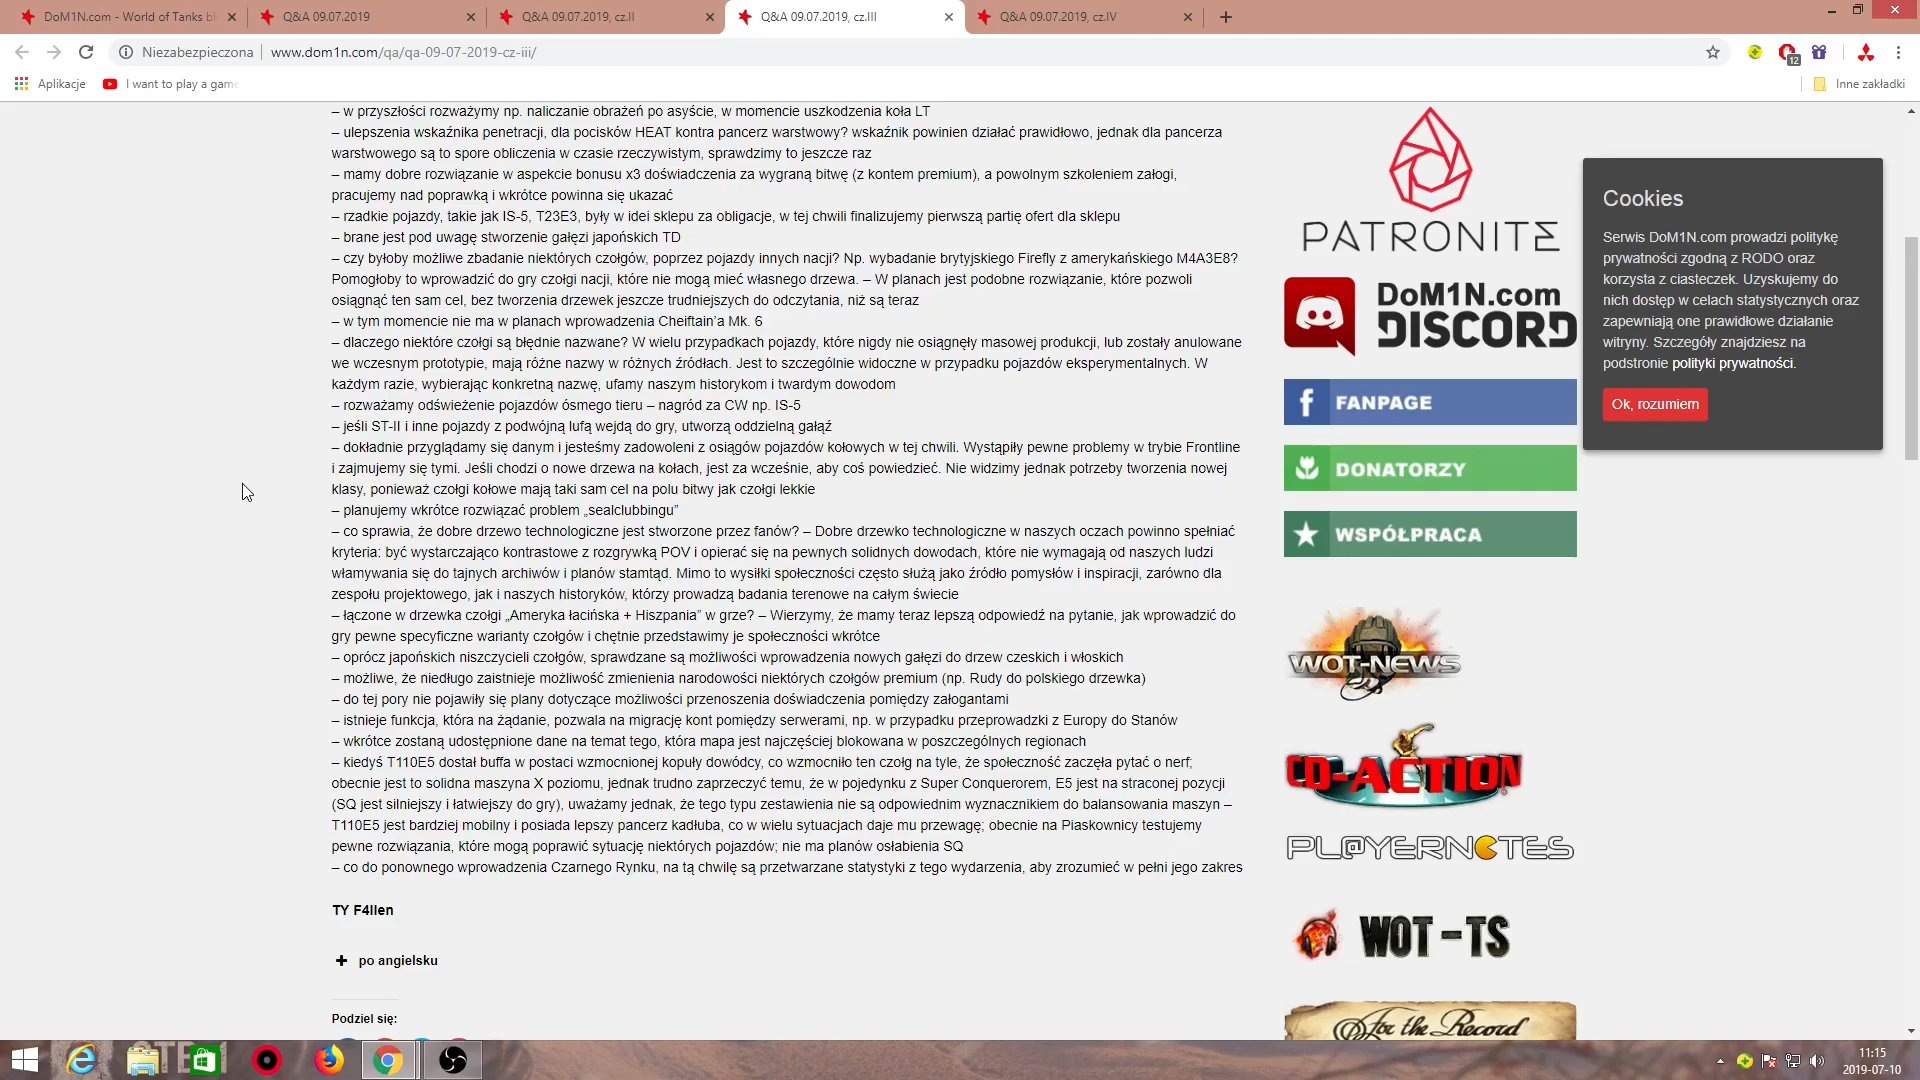 DoM1N.com - World of Tanks bl
Q&A 09.07.2019
Q&A 09.07.2019, cz.II
Q&A 09.07.2019, cz.III
Q&A 09.07.2019, cz.IV
Niezabezpieczona
www.dom1n.com/qa/qa-09-07-2019-cz-iii/
12
Aplikacje
I want to play a game
Inne zakładki
– w przyszłości rozważymy np. naliczanie obrażeń po asyście, w momencie uszkodzenia koła LT
– ulepszenia wskaźnika penetracji, dla pocisków HEAT kontra pancerz warstwowy? wskaźnik powinien działać prawidłowo, jednak dla pancerza
warstwowego są to spore obliczenia w czasie rzeczywistym, sprawdzimy to jeszcze raz
– mamy dobre rozwiązanie w aspekcie bonusu x3 doświadczenia za wygraną bitwę (z kontem premium), a powolnym szkoleniem załogi,
pracujemy nad poprawką i wkrótce powinna się ukazać
– rzadkie pojazdy, takie jak IS-5, T23E3, były w idei sklepu za obligacje, w tej chwili finalizujemy pierwszą partię ofert dla sklepu
– brane jest pod uwagę stworzenie gałęzi japońskich TD
– czy byłoby możliwe zbadanie niektórych czołgów, poprzez pojazdy innych nacji? Np. wybadanie brytyjskiego Firefly z amerykańskiego M4A3E8?
Pomogłoby to wprowadzić do gry czołgi nacji, które nie mogą mieć własnego drzewa. – W planach jest podobne rozwiązanie, które pozwoli
osiągnąć ten sam cel, bez tworzenia drzewek jeszcze trudniejszych do odczytania, niż są teraz
– w tym momencie nie ma w planach wprowadzenia Cheiftain'a Mk. 6
– dlaczego niektóre czołgi są błędnie nazwane? W wielu przypadkach pojazdy, które nigdy nie osiągnęły masowej produkcji, lub zostały anulowane
we wczesnym prototypie, mają różne nazwy w różnych źródłach. Jest to szczególnie widoczne w przypadku pojazdów eksperymentalnych. W
każdym razie, wybierając konkretną nazwę, ufamy naszym historykom i twardym dowodom
– rozważamy odświeżenie pojazdów ósmego tieru – nagród za CW np. IS-5
– jeśli ST-II i inne pojazdy z podwójną lufą wejdą do gry, utworzą oddzielną gałąź
– dokładnie przyglądamy się danym i jesteśmy zadowoleni z osiągów pojazdów kołowych w tej chwili. Wystąpiły pewne problemy w trybie Frontline
i zajmujemy się tymi. Jeśli chodzi o nowe drzewa na kołach, jest za wcześnie, aby coś powiedzieć. Nie widzimy jednak potrzeby tworzenia nowej
klasy, ponieważ czołgi kołowe mają taki sam cel na polu bitwy jak czołgi lekkie
– planujemy wkrótce rozwiązać problem „sealclubbingu”
– co sprawia, że dobre drzewo technologiczne jest stworzone przez fanów? – Dobre drzewko technologiczne w naszych oczach powinno spełniać
kryteria: być wystarczająco kontrastowe z rozgrywką POV i opierać się na pewnych solidnych dowodach, które nie wymagają od naszych ludzi
włamywania się do tajnych archiwów i planów stamtąd. Mimo to wysiłki społeczności często służą jako źródło pomysłów i inspiracji, zarówno dla
zespołu projektowego, jak i naszych historyków, którzy prowadzą badania terenowe na całym świecie
– łączone w drzewka czołgi „Ameryka łacińska + Hiszpania” w grze? – Wierzymy, że mamy teraz lepszą odpowiedź na pytanie, jak wprowadzić do
gry pewne specyficzne warianty czołgów i chętnie przedstawimy je społeczności wkrótce
– oprócz japońskich niszczycieli czołgów, sprawdzane są możliwości wprowadzenia nowych gałęzi do drzew czeskich i włoskich
– możliwe, że niedługo zaistnieje możliwość zmienienia narodowości niektórych czołgów premium (np. Rudy do polskiego drzewka)
– do tej pory nie pojawiły się plany dotyczące możliwości przenoszenia doświadczenia pomiędzy załogantami
– istnieje funkcja, która na żądanie, pozwala na migrację kont pomiędzy serwerami, np. w przypadku przeprowadzki z Europy do Stanów
– wkrótce zostaną udostępnione dane na temat tego, która mapa jest najczęściej blokowana w poszczególnych regionach
– kiedyś T110E5 dostał buffa w postaci wzmocnionej kopuły dowódcy, co wzmocniło ten czołg na tyle, że społeczność zaczęła pytać o nerf;
obecnie jest to solidna maszyna X poziomu, jednak trudno zaprzeczyć temu, że w pojedynku z Super Conquerorem, E5 jest na straconej pozycji
(SQ jest silniejszy i łatwiejszy do gry), uważamy jednak, że tego typu zestawienia nie są odpowiednim wyznacznikiem do balansowania maszyn –
T110E5 jest bardziej mobilny i posiada lepszy pancerz kadłuba, co w wielu sytuacjach daje mu przewagę; obecnie na Piaskownicy testujemy
pewne rozwiązania, które mogą poprawić sytuację niektórych pojazdów; nie ma planów osłabienia SQ
– co do ponownego wprowadzenia Czarnego Rynku, na tą chwilę są przetwarzane statystyki z tego wydarzenia, aby zrozumieć w pełni jego zakres
TY F4llen
po angielsku
Podziel się:
PATRONITE
DoM1N.com
DISCORD
FANPAGE
DONATORZY
WSPÓŁPRACA
WOT-NEWS
CD-ACTION
PL@YERNOTES
WOT-TS
For the Record
Cookies
Serwis DoM1N.com prowadzi politykę
prywatności zgodną z RODO oraz
korzysta z ciasteczek. Uzyskujemy do
nich dostęp w celach statystycznych oraz
zapewniają one prawidłowe działanie
witryny. Szczegóły znajdziesz na
podstronie polityki prywatności.
Ok, rozumiem
11:15
2019-07-10